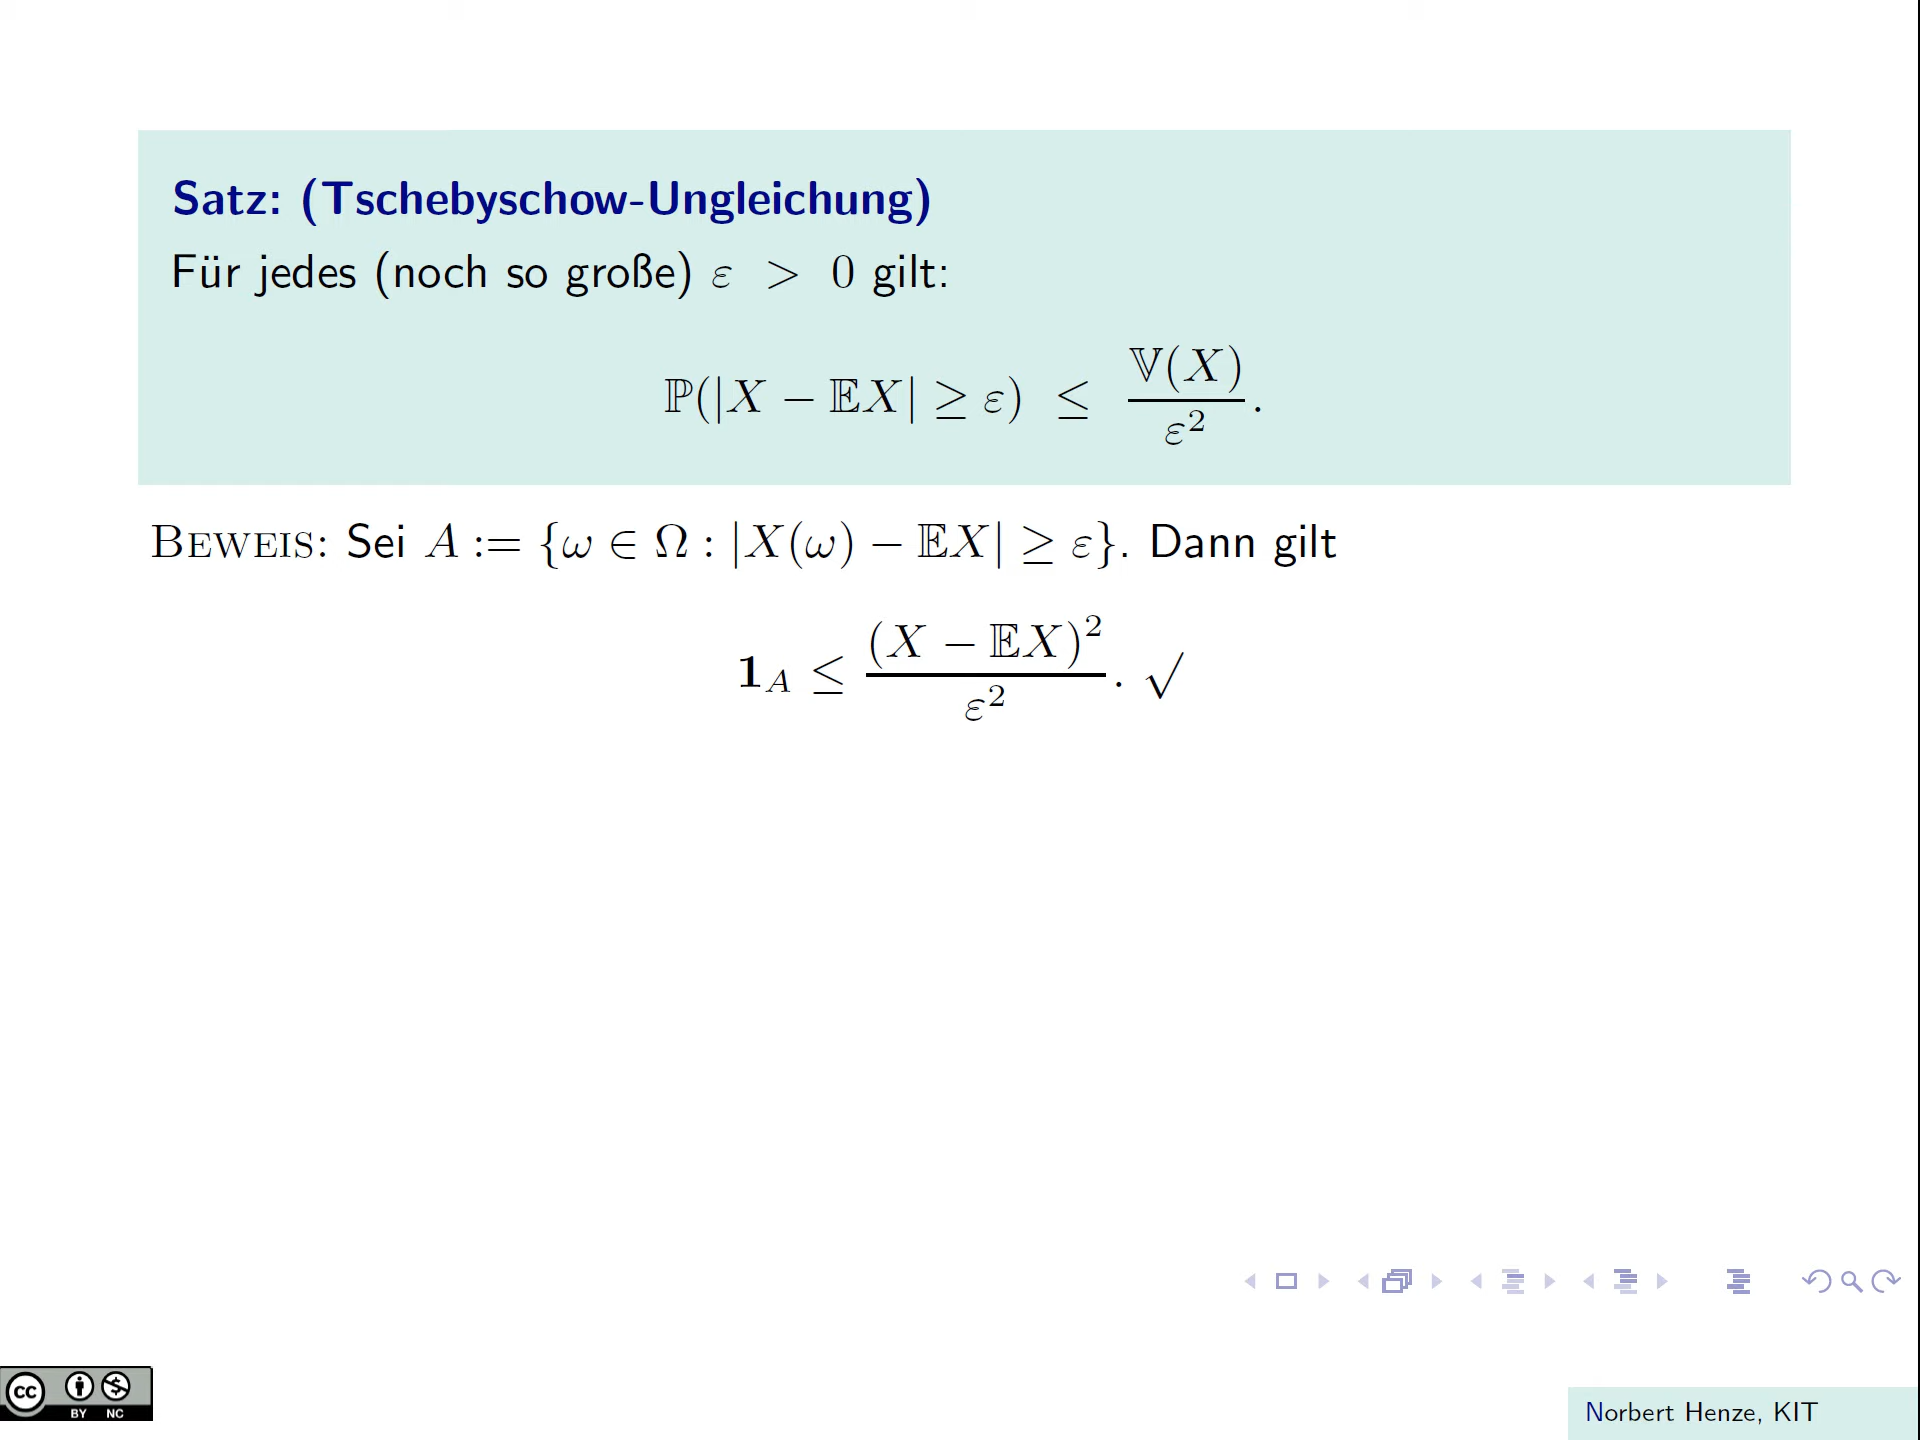 Satz: (Tschebyschow-Ungleichung)
Für jedes (noch so große) ε > 0 gilt:
ℙ(|X − 𝔼X| ≥ ε) ≤ 𝕍(X) / ε².
BEWEIS: Sei A := {ω ∈ Ω : |X(ω) − 𝔼X| ≥ ε}. Dann gilt
𝟏_A ≤ (X − 𝔼X)² / ε². √
cc BY NC
Norbert Henze, KIT